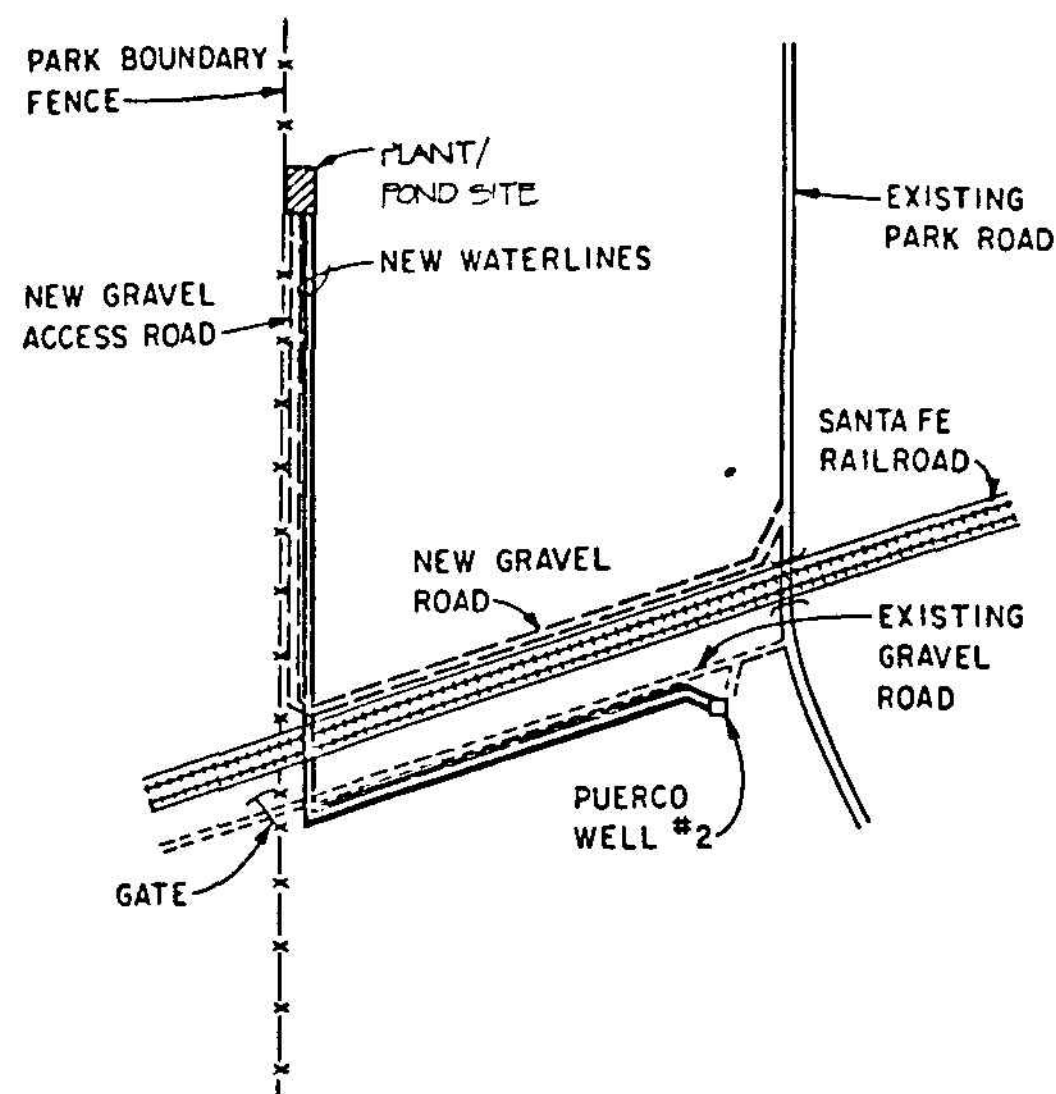 PARK BOUNDARY
FENCE
PLANT/
POND SITE
EXISTING
PARK ROAD
NEW WATERLINES
NEW GRAVEL
ACCESS ROAD
SANTA FE
RAILROAD
NEW GRAVEL
ROAD
EXISTING
GRAVEL
ROAD
PUERCO
WELL #2
GATE